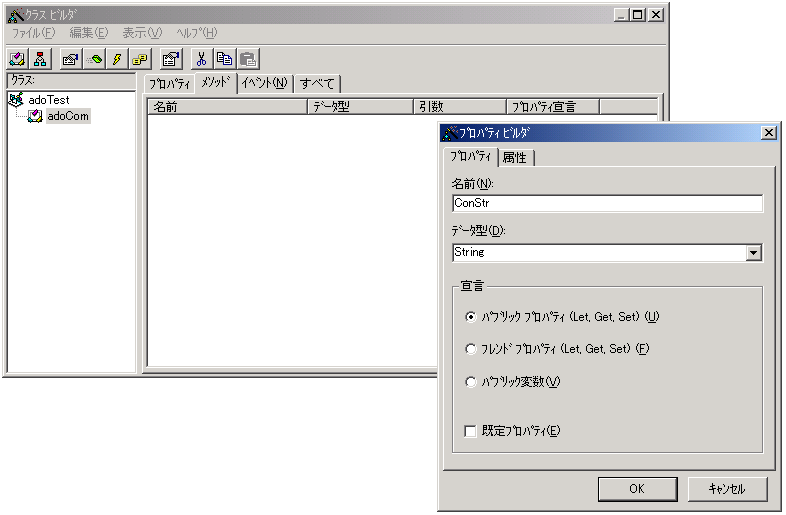 クラス ビルダ
ファイル(F) 編集(E) 表示(V) ヘルプ(H)
クラス:
adoTest
adoCom
プロパティ メソッド イベント(N) すべて
名前 データ型 引数 プロパティ宣言
プロパティ ビルダ
プロパティ 属性
名前(N):
ConStr
データ型(D):
String
宣言
パブリック プロパティ (Let, Get, Set) (U)
フレンド プロパティ (Let, Get, Set) (F)
パブリック変数(V)
既定プロパティ(E)
OK キャンセル